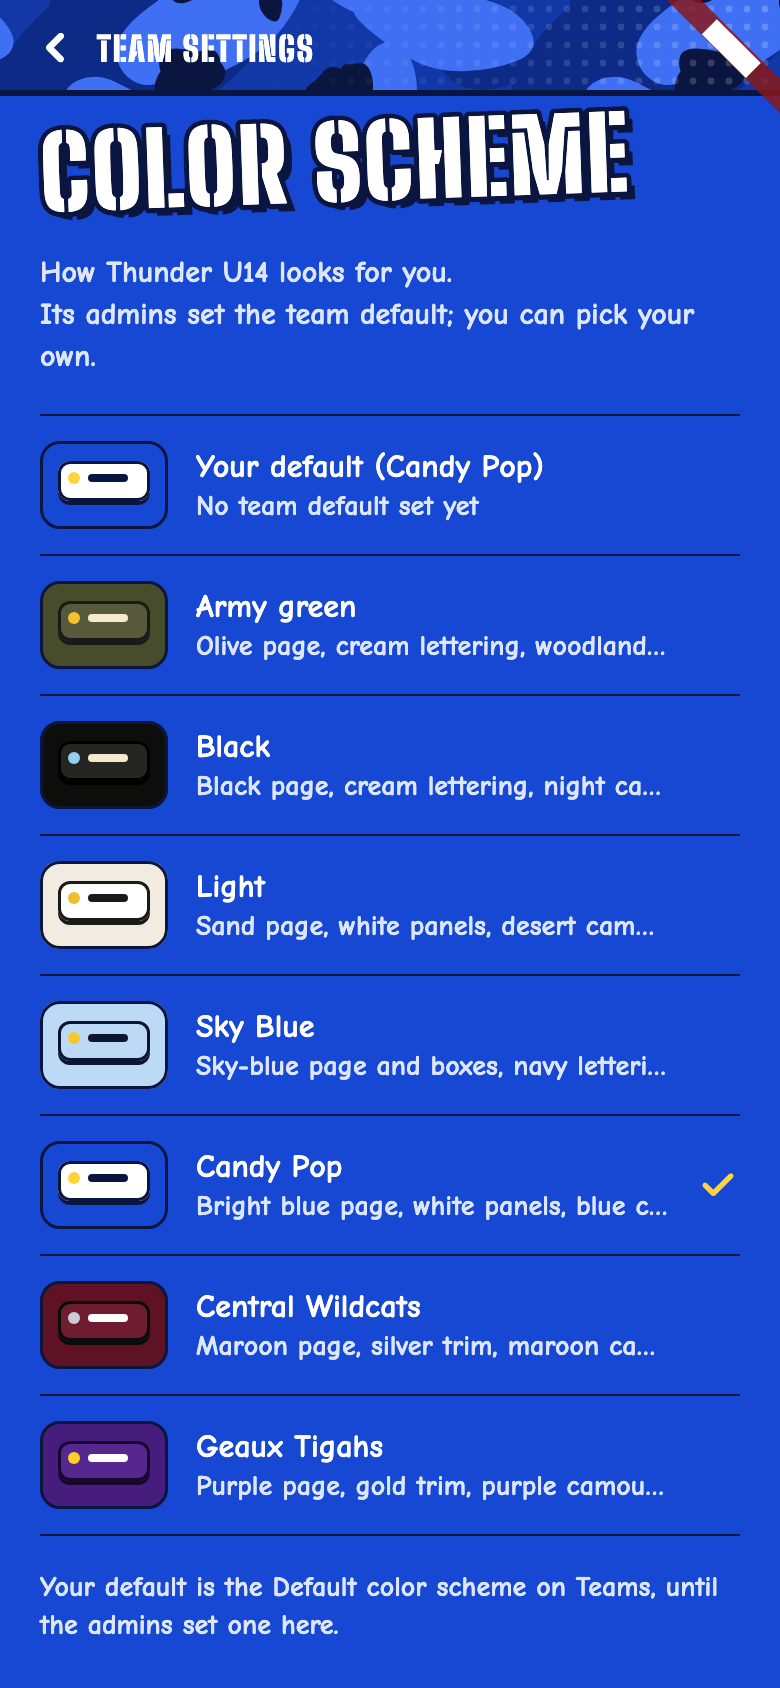 TEAM SETTINGS
COLOR SCHEME
How Thunder U14 looks for you.
Its admins set the team default; you can pick your
own.
Your default (Candy Pop)
No team default set yet
Army green
Olive page, cream lettering, woodland...
Black
Black page, cream lettering, night ca...
Light
Sand page, white panels, desert cam...
Sky Blue
Sky-blue page and boxes, navy letteri...
Candy Pop
Bright blue page, white panels, blue c...
Central Wildcats
Maroon page, silver trim, maroon ca...
Geaux Tigahs
Purple page, gold trim, purple camou...
Your default is the Default color scheme on Teams, until
the admins set one here.